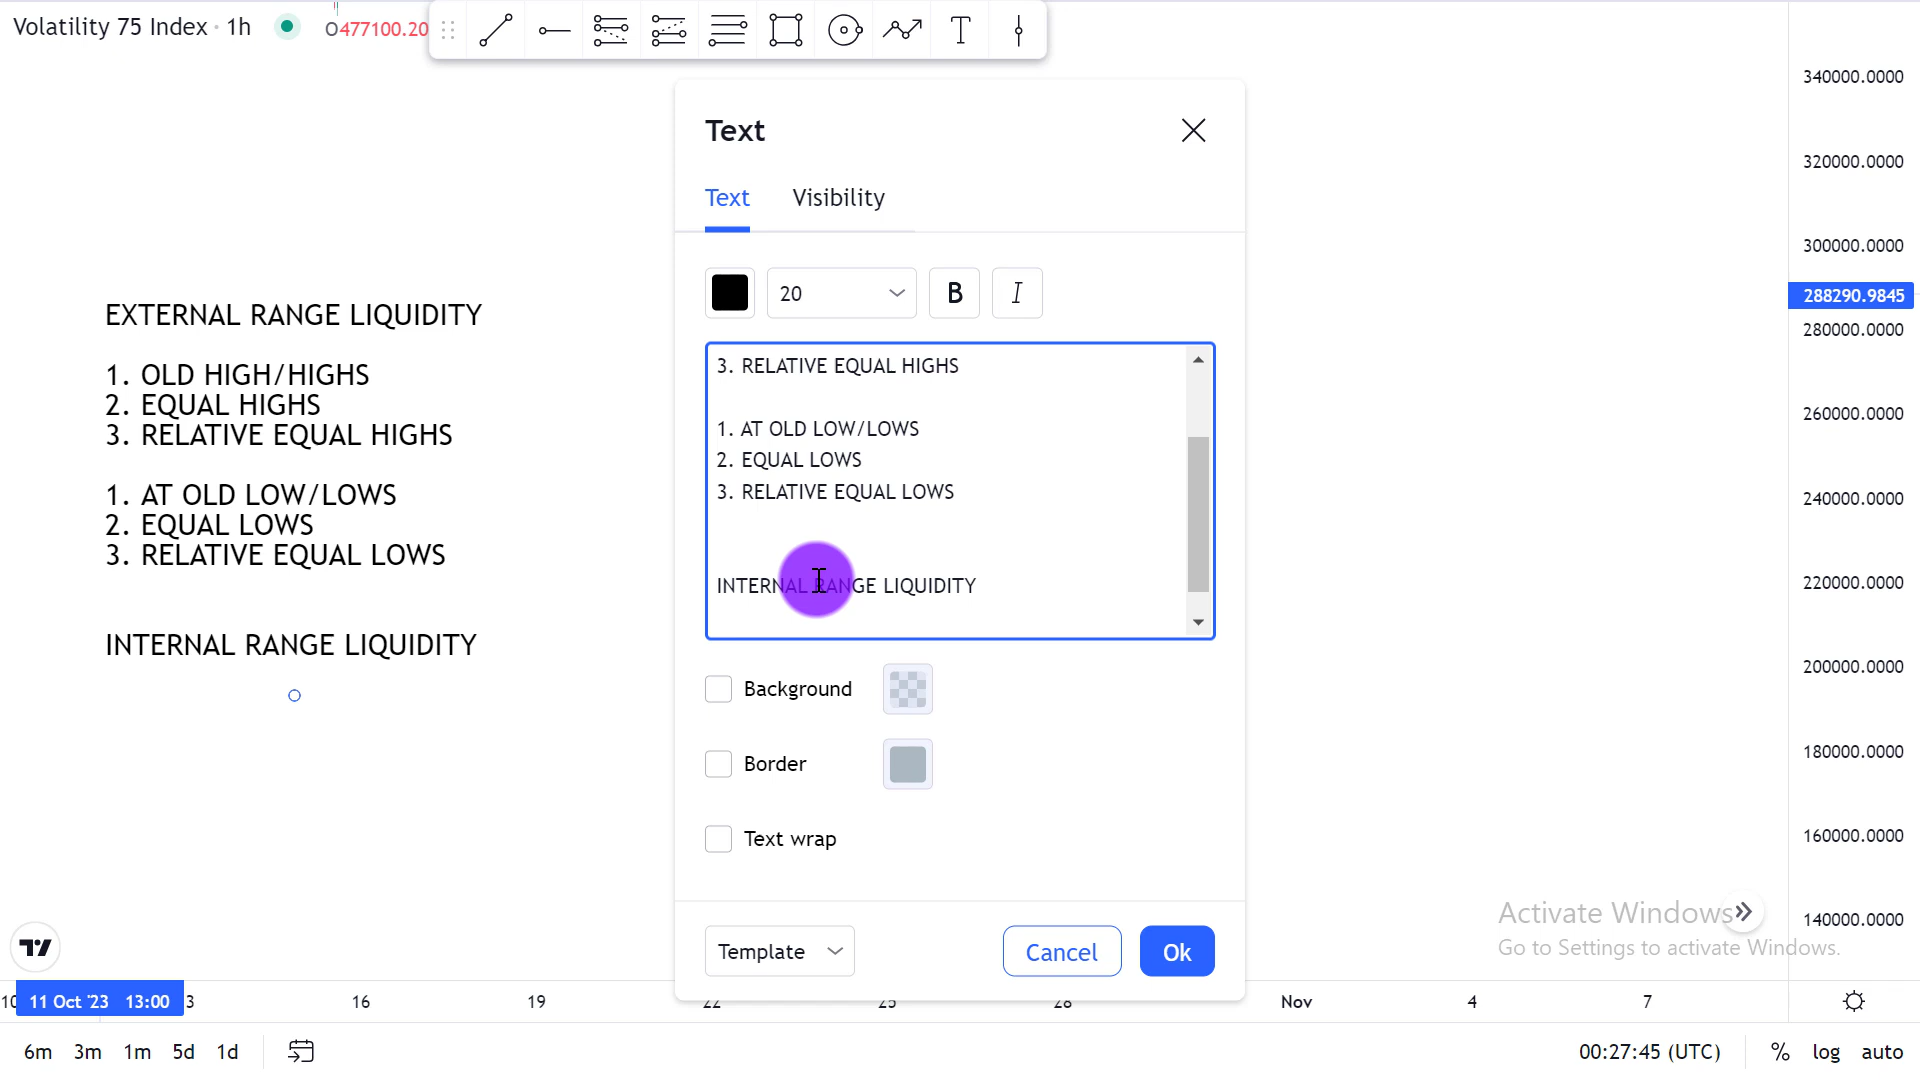 Volatility 75 Index · 1h
O477100.20
Text
Text
Visibility
20
B
I
3. RELATIVE EQUAL HIGHS
1. AT OLD LOW/LOWS
2. EQUAL LOWS
3. RELATIVE EQUAL LOWS
INTERNAL RANGE LIQUIDITY
Background
Border
Text wrap
Template
Cancel
Ok
EXTERNAL RANGE LIQUIDITY
1. OLD HIGH/HIGHS
2. EQUAL HIGHS
3. RELATIVE EQUAL HIGHS
1. AT OLD LOW/LOWS
2. EQUAL LOWS
3. RELATIVE EQUAL LOWS
INTERNAL RANGE LIQUIDITY
340000.0000
320000.0000
300000.0000
288290.9845
280000.0000
260000.0000
240000.0000
220000.0000
200000.0000
180000.0000
160000.0000
140000.0000
Activate Windows
Go to Settings to activate Windows.
10 11 Oct '23 13:00 3 16 19 22 25 28 Nov 4 7
6m 3m 1m 5d 1d
00:27:45 (UTC) % log auto